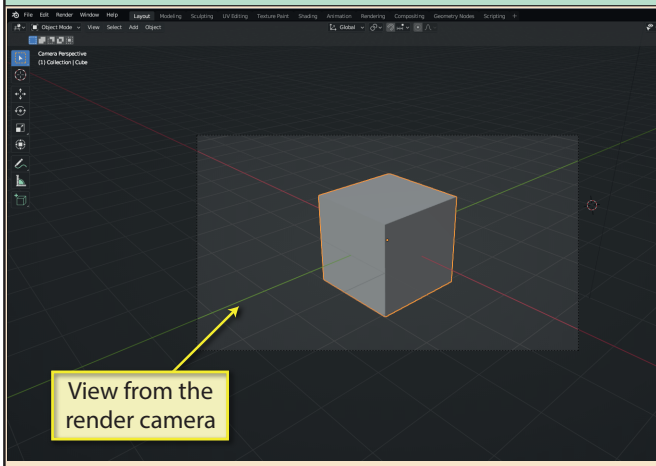 File Edit Render Window Help Layout Modeling Sculpting UV Editing Texture Paint Shading Animation Rendering Compositing Geometry Nodes Scripting +
Object Mode View Select Add Object Global
Camera Perspective
(1) Collection | Cube
View from the
render camera